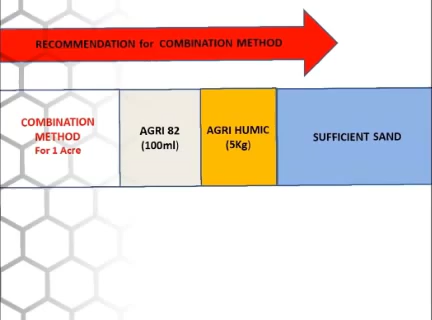 RECOMMENDATION for COMBINATION METHOD
COMBINATION
METHOD
For 1 Acre
AGRI 82
(100ml)
AGRI HUMIC
(5Kg)
SUFFICIENT SAND